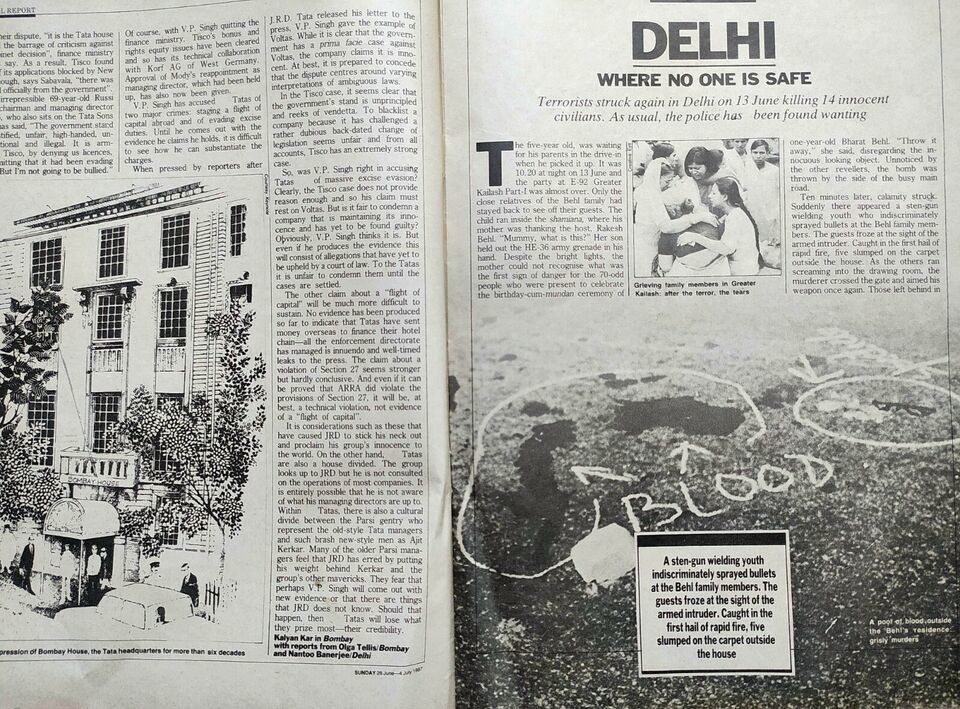 L REPORT
heir dispute, "it is the Tata house
the barrage of criticism against
inet decision", finance ministry
say. As a result, Tisco found
its applications blocked by New
ough, says Sabavala, "there was
officially from the government".
irrepressible 69-year-old Russi
chairman and managing director
, who also sits on the Tata Sons
as said, "The government stand
tified, unfair, high-handed, un-
tional and illegal. It is arm-
Tisco, by denying us licences,
mitting that it had been evading
But I'm not going to be bullied."
Of course, with V.P. Singh quitting the
finance ministry, Tisco's bonus and
rights equity issues have been cleared
and so has its technical collaboration
with Korf AG of West Germany.
Approval of Mody's reappointment as
managing director, which had been held
up, has also now been given.
V.P. Singh has accused Tatas of
two major crimes: staging a flight of
capital abroad and of evading excise
duties. Until he comes out with the
evidence he claims he holds, it is difficult
to see how he can substantiate the
charges.
When pressed by reporters after
BOMBAY HOUSE
pression of Bombay House, the Tata headquarters for more than six decades
J.R.D. Tata released his letter to the
press, V.P. Singh gave the example of
Voltas. While it is clear that the govern-
ment has a prima facie case against
Voltas, the company claims it is inno-
cent. At best, it is prepared to concede
that the dispute centres around varying
interpretations of ambiguous laws.
In the Tisco case, it seems clear that
the government's stand is unprincipled
and reeks of vendetta. To blacklist a
company because it has challenged a
rather dubious back-dated change of
legislation seems unfair and from all
accounts, Tisco has an extremely strong
case.
So, was V.P. Singh right in accusing
Tatas of massive excise evasion?
Clearly, the Tisco case does not provide
reason enough and so his claim must
rest on Voltas. But is it fair to condemn a
company that is maintaining its inno-
cence and has yet to be found guilty?
Obviously, V.P. Singh thinks it is. But
even if he produces the evidence this
will consist of allegations that have yet to
be upheld by a court of law. To the Tatas
it is unfair to condemn them until the
cases are settled.
The other claim about a "flight of
capital" will be much more difficult to
sustain. No evidence has been produced
so far to indicate that Tatas have sent
money overseas to finance their hotel
chain—all the enforcement directorate
has managed is innuendo and well-timed
leaks to the press. The claim about a
violation of Section 27 seems stronger
but hardly conclusive. And even if it can
be proved that ARRA did violate the
provisions of Section 27, it will be, at
best, a technical violation, not evidence
of a "flight of capital".
It is considerations such as these that
have caused JRD to stick his neck out
and proclaim his group's innocence to
the world. On the other hand, Tatas
are also a house divided. The group
looks up to JRD but he is not consulted
on the operations of most companies. It
is entirely possible that he is not aware
of what his managing directors are up to.
Within Tatas, there is also a cultural
divide between the Parsi gentry who
represent the old-style Tata managers
and such brash new-style men as Ajit
Kerkar. Many of the older Parsi mana-
gers feel that JRD has erred by putting
his weight behind Kerkar and the
group's other mavericks. They fear that
perhaps V.P. Singh will come out with
new evidence or that there are things
that JRD does not know. Should that
happen, then Tatas will lose what
they prize most—their credibility.
Kalyan Kar in Bombay
with reports from Olga Tellis/Bombay
and Nantoo Banerjee/Delhi
SUNDAY 28 June—4 July 1987
DELHI
WHERE NO ONE IS SAFE
Terrorists struck again in Delhi on 13 June killing 14 innocent
civilians. As usual, the police has been found wanting
The five-year old, was waiting
for his parents in the drive-in
when he picked it up. It was
10.20 at night on 13 June and
the party at E-92 Greater
Kailash Part-I was almost over. Only the
close relatives of the Behl family had
stayed back to see off their guests. The
child ran inside the shamiana, where his
mother was thanking the host, Rakesh
Behl. "Mummy, what is this?" Her son
held out the HE-36 army grenade in his
hand. Despite the bright lights, the
mother could not recognise what was
the first sign of danger for the 70-odd
people who were present to celebrate
the birthday-cum-mundan ceremony of
Grieving family members in Greater
Kailash: after the terror, the tears
one-year-old Bharat Behl. "Throw it
away," she said, disregarding the in-
nocuous looking object. Unnoticed by
the other revellers, the bomb was
thrown by the side of the busy main
road.
Ten minutes later, calamity struck.
Suddenly there appeared a sten-gun
wielding youth who indiscriminately
sprayed bullets at the Behl family. The
guests froze at the sight of the armed
intruder. Caught in the first hail of
rapid fire, five slumped on the carpet
outside the house. As the others ran
screaming into the drawing room, the
murderer crossed the gate and aimed his
weapon once again. Those left behind in
BLOOD
A sten-gun wielding youth
indiscriminately sprayed bullets
at the Behl family members. The
guests froze at the sight of the
armed intruder. Caught in the
first hail of rapid fire, five
slumped on the carpet outside
the house
A pool of blood outside
the Behl's residence:
grisly murders